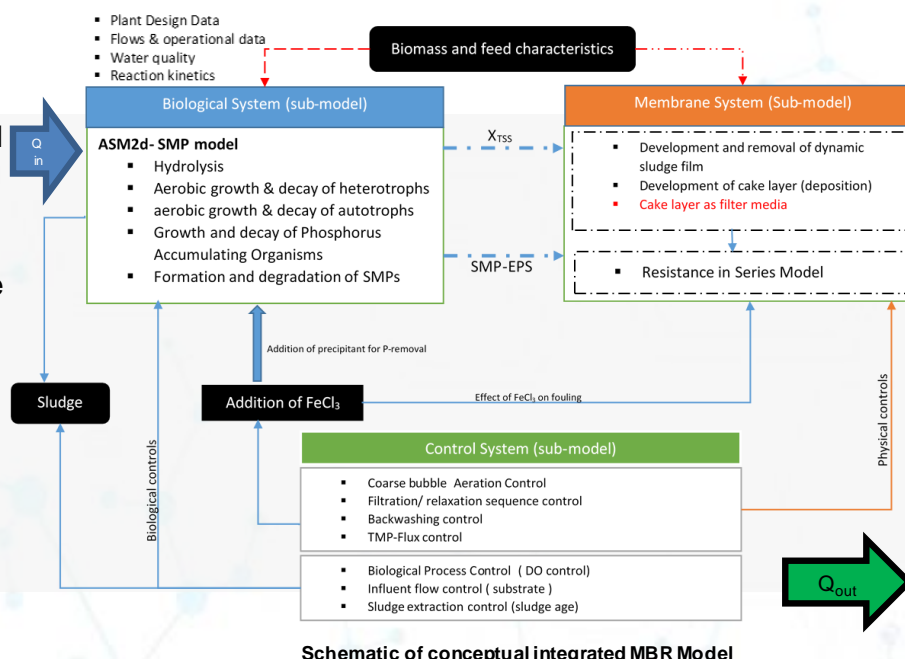 Plant Design Data
Flows & operational data
Water quality
Reaction kinetics
Biomass and feed characteristics
Q
in
Biological System (sub-model)
ASM2d- SMP model
Hydrolysis
Aerobic growth & decay of heterotrophs
aerobic growth & decay of autotrophs
Growth and decay of Phosphorus
Accumulating Organisms
Formation and degradation of SMPs
X_TSS
SMP-EPS
Membrane System (Sub-model)
Development and removal of dynamic
sludge film
Development of cake layer (deposition)
Cake layer as filter media
Resistance in Series Model
Addition of precipitant for P-removal
Sludge
Addition of FeCl₃
Effect of FeCl₃ on fouling
Biological controls
Physical controls
Control System (sub-model)
Coarse bubble Aeration Control
Filtration/ relaxation sequence control
Backwashing control
TMP-Flux control
Biological Process Control ( DO control)
Influent flow control ( substrate )
Sludge extraction control (sludge age)
Q_out
Schematic of conceptual integrated MBR Model